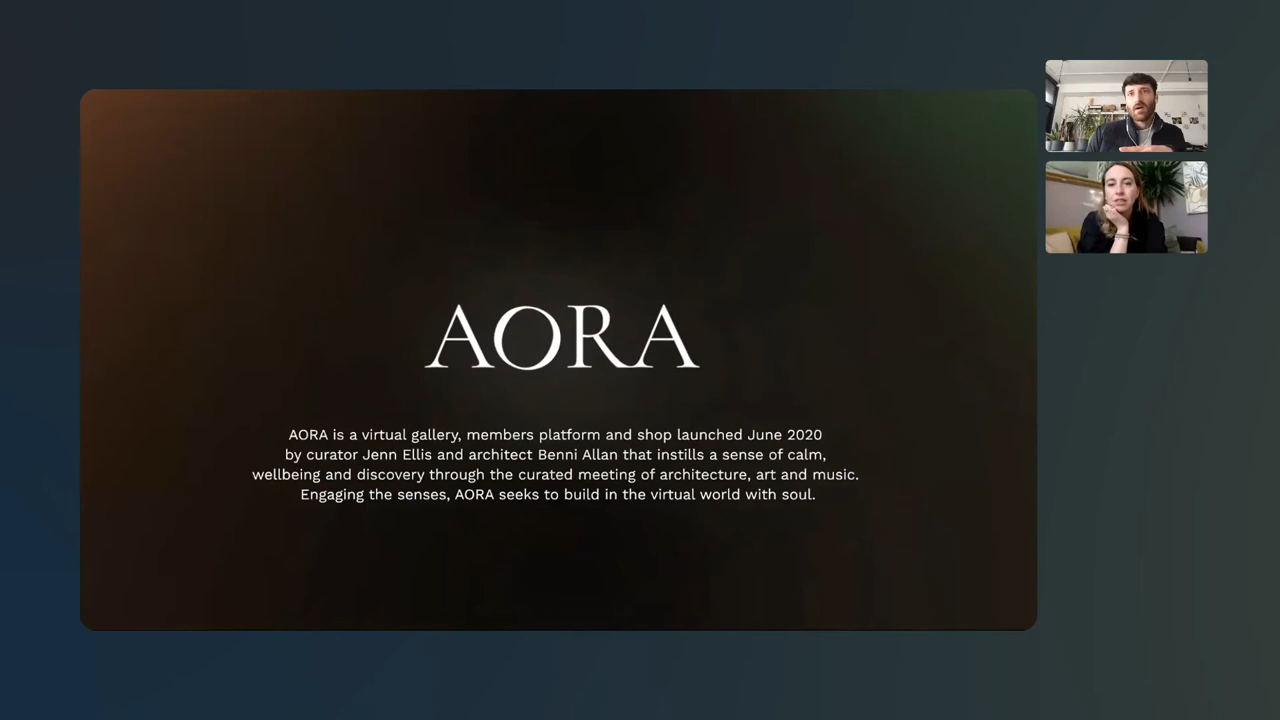 AORA
AORA is a virtual gallery, members platform and shop launched June 2020
by curator Jenn Ellis and architect Benni Allan that instills a sense of calm,
wellbeing and discovery through the curated meeting of architecture, art and music.
Engaging the senses, AORA seeks to build in the virtual world with soul.